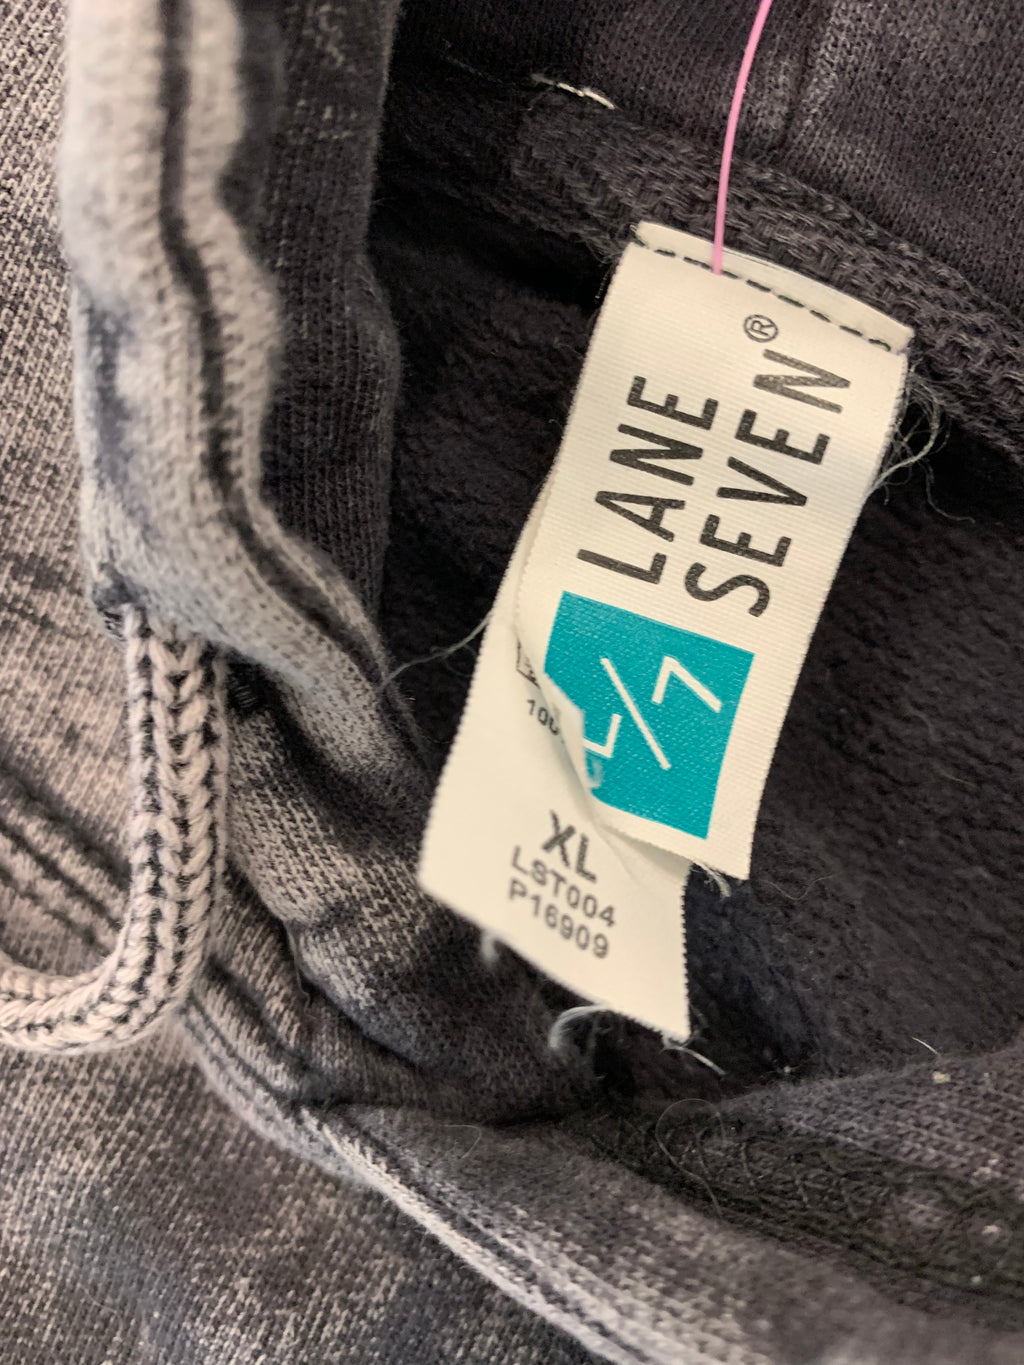 LANE
SEVEN®
L/7
XL
LST004
P16909